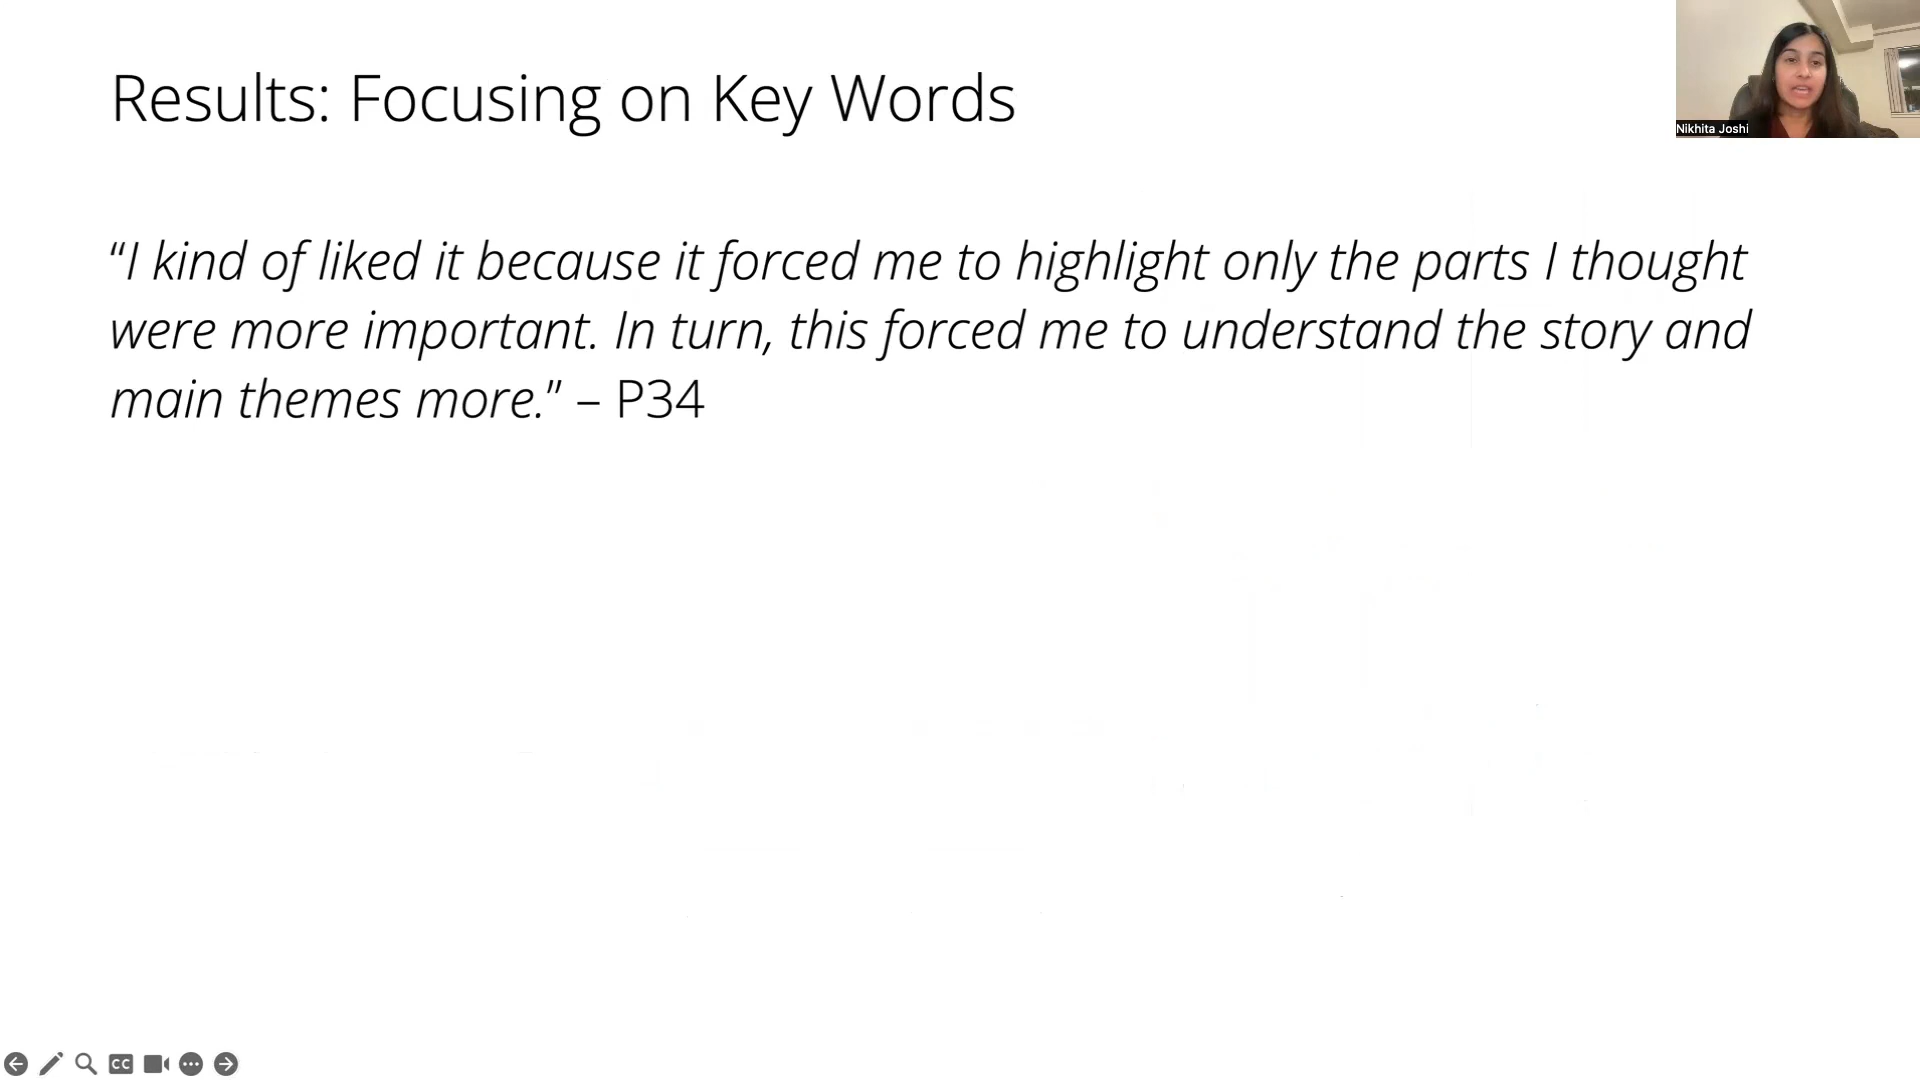 Results: Focusing on Key Words
Nikhita Joshi
“I kind of liked it because it forced me to highlight only the parts I thought
were more important. In turn, this forced me to understand the story and
main themes more.” – P34
CC